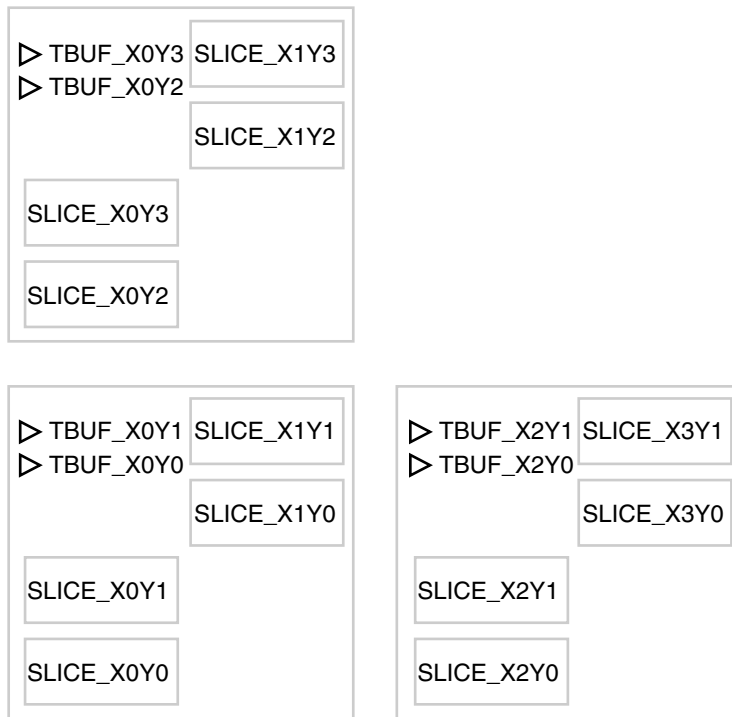 TBUF_X0Y3 SLICE_X1Y3
TBUF_X0Y2
SLICE_X1Y2
SLICE_X0Y3
SLICE_X0Y2
TBUF_X0Y1 SLICE_X1Y1
TBUF_X0Y0
SLICE_X1Y0
SLICE_X0Y1
SLICE_X0Y0
TBUF_X2Y1 SLICE_X3Y1
TBUF_X2Y0
SLICE_X3Y0
SLICE_X2Y1
SLICE_X2Y0